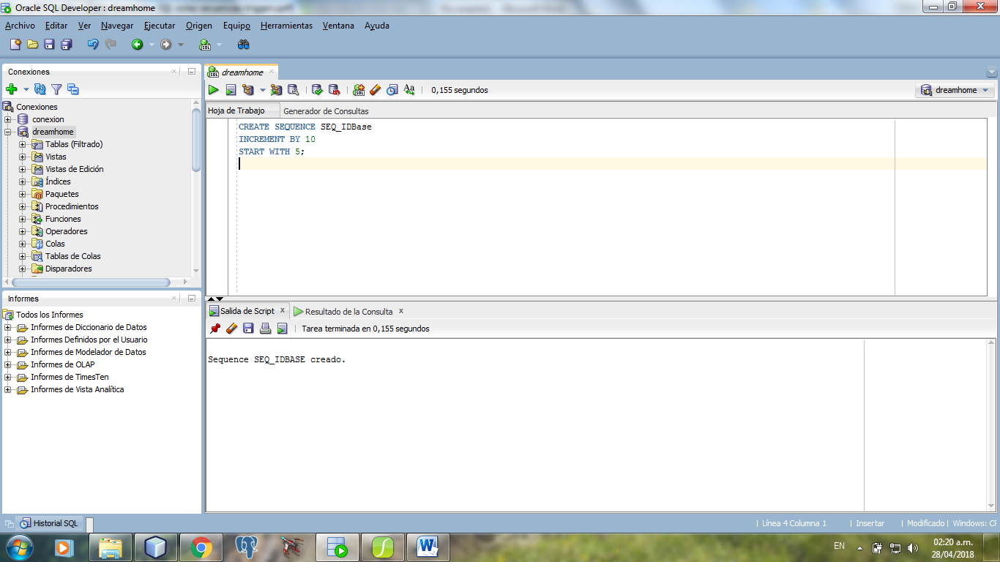 Oracle SQL Developer : dreamhome
Archivo Editar Ver Navegar Ejecutar Origen Equipo Herramientas Ventana Ayuda
Conexiones
dreamhome
0,155 segundos
dreamhome
Hoja de Trabajo Generador de Consultas
Conexiones
conexion
dreamhome
Tablas (Filtrado)
Vistas
Vistas de Edición
Índices
Paquetes
Procedimientos
Funciones
Operadores
Colas
Tablas de Colas
Disparadores
CREATE SEQUENCE SEQ_IDBase
INCREMENT BY 10
START WITH 5;
Informes
Todos los Informes
Informes de Diccionario de Datos
Informes Definidos por el Usuario
Informes de Modelador de Datos
Informes de OLAP
Informes de TimesTen
Informes de Vista Analítica
Salida de Script Resultado de la Consulta
Tarea terminada en 0,155 segundos
Sequence SEQ_IDBASE creado.
Historial SQL
Línea 4 Columna 1 Insertar Modificado Windows: CF
EN
02:20 a.m.
28/04/2018